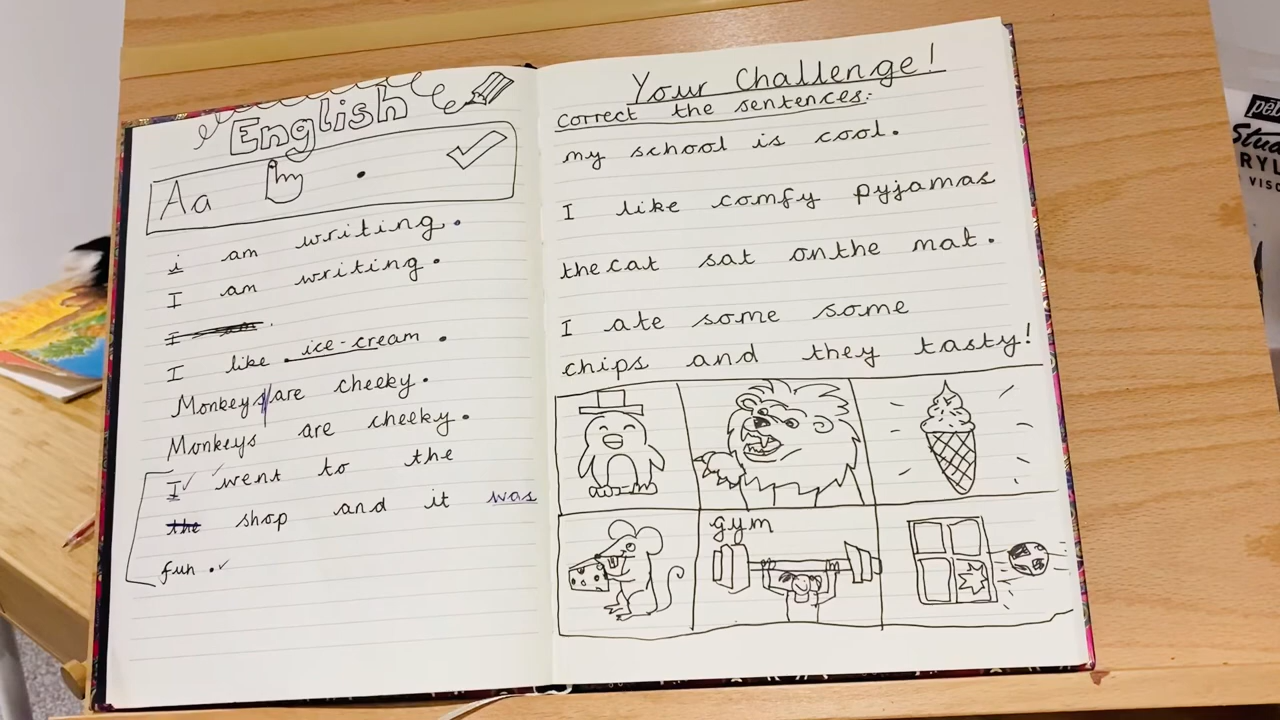 English
Aa .
i am writing.
I am writing.
I
I like ice-cream.
Monkeys are cheeky.
Monkeys are cheeky.
I went to the
the shop and it was
fun.
Your Challenge!
correct the sentences:
my school is cool.
I like comfy pyjamas
thecat sat onthe mat.
I ate some some
chips and they tasty!
gym